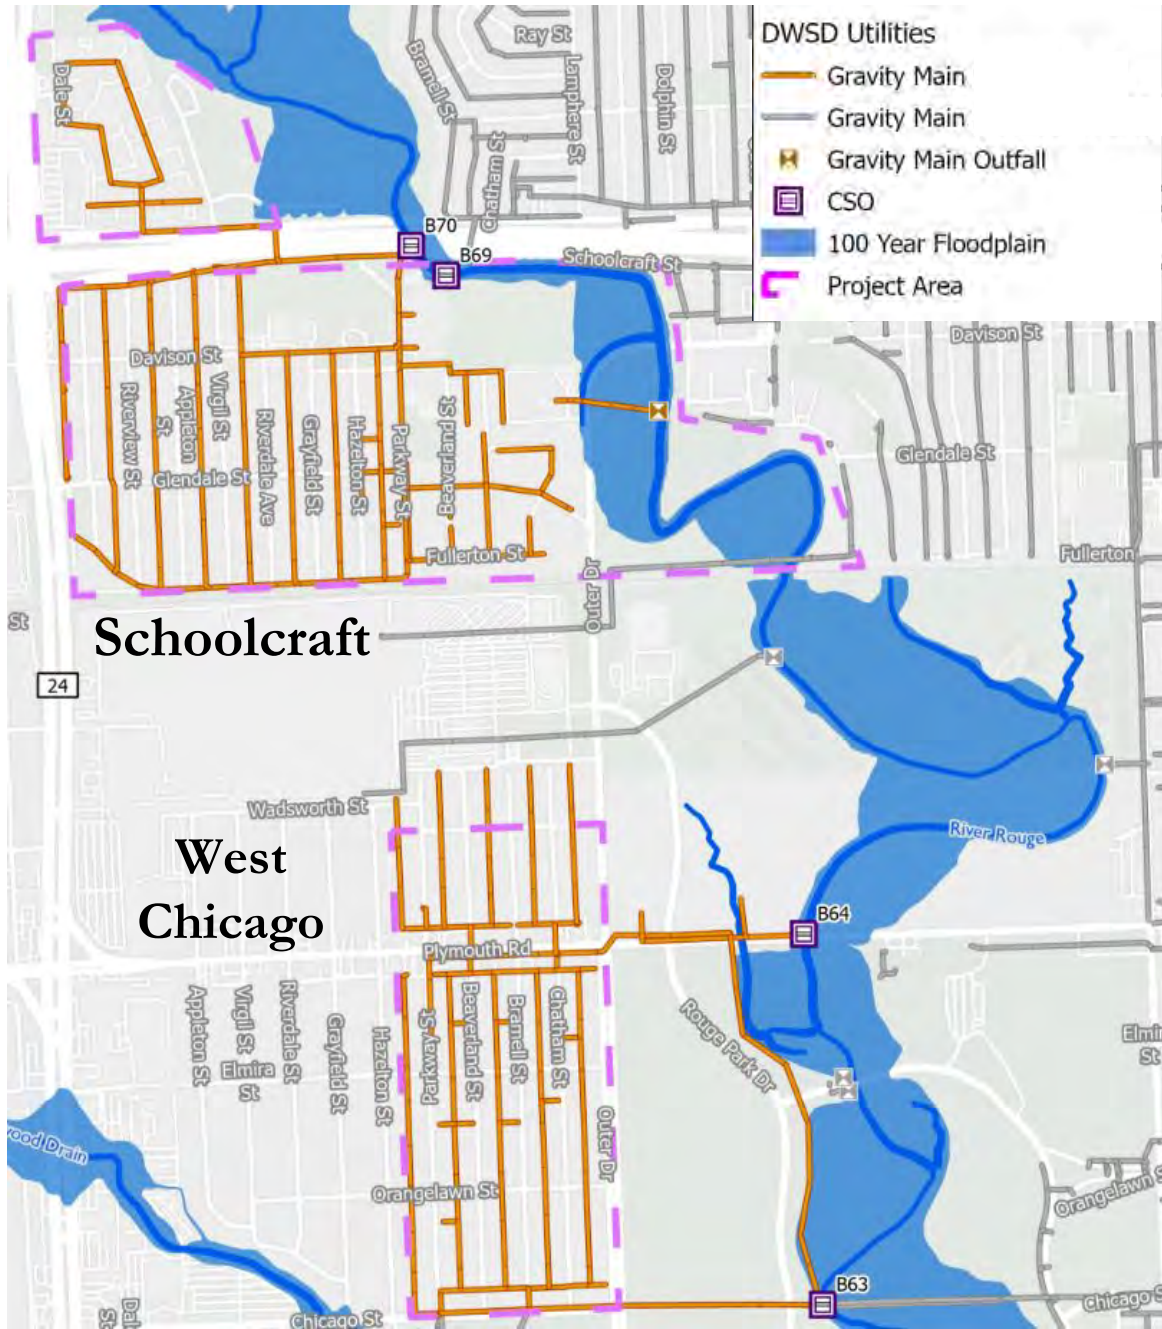 DWSD Utilities
Gravity Main
Gravity Main
Gravity Main Outfall
CSO
100 Year Floodplain
Project Area
Ray St
Bramell St
Lamphere St
Dolphin St
Chatham St
Dale St
B70
B69
Schoolcraft St
Davison St
Davison St
Riverview St
Appleton
St
Virgil St
Riverdale Ave
Grayfield St
Hazelton St
Parkway St
Beaverland St
Glendale St
Glendale St
Fullerton St
Fullerton
Outer Dr
St
Schoolcraft
24
Wadsworth St
West
Chicago
River Rouge
B64
Plymouth Rd
Appleton St
Virgil St
Riverdale St
Grayfield St
Hazelton St
Parkway St
Beaverland St
Bramell St
Chatham St
Elmira
St
Rouge Park Dr
Elmir
St
Outer Dr
wood Drain
Orangelawn St
Orangelawn S
B63
Chicago St
Chicago S
Dal
St